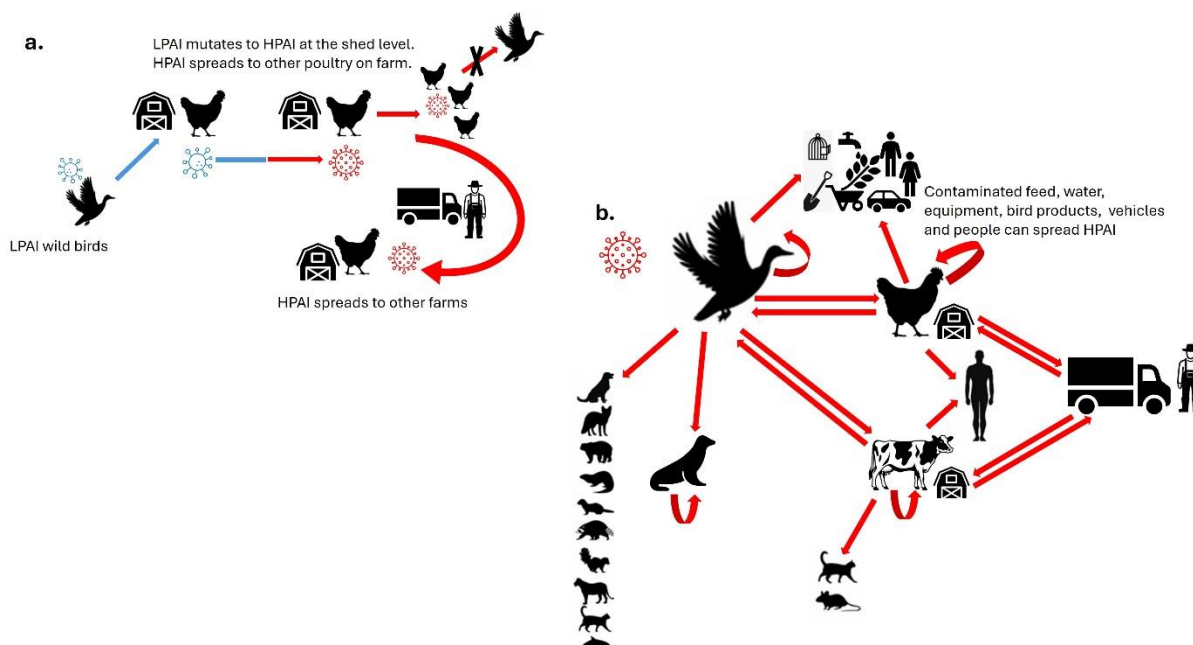 a.
LPAI mutates to HPAI at the shed level.
HPAI spreads to other poultry on farm.
LPAI wild birds
HPAI spreads to other farms
b.
Contaminated feed, water,
equipment, bird products, vehicles
and people can spread HPAI